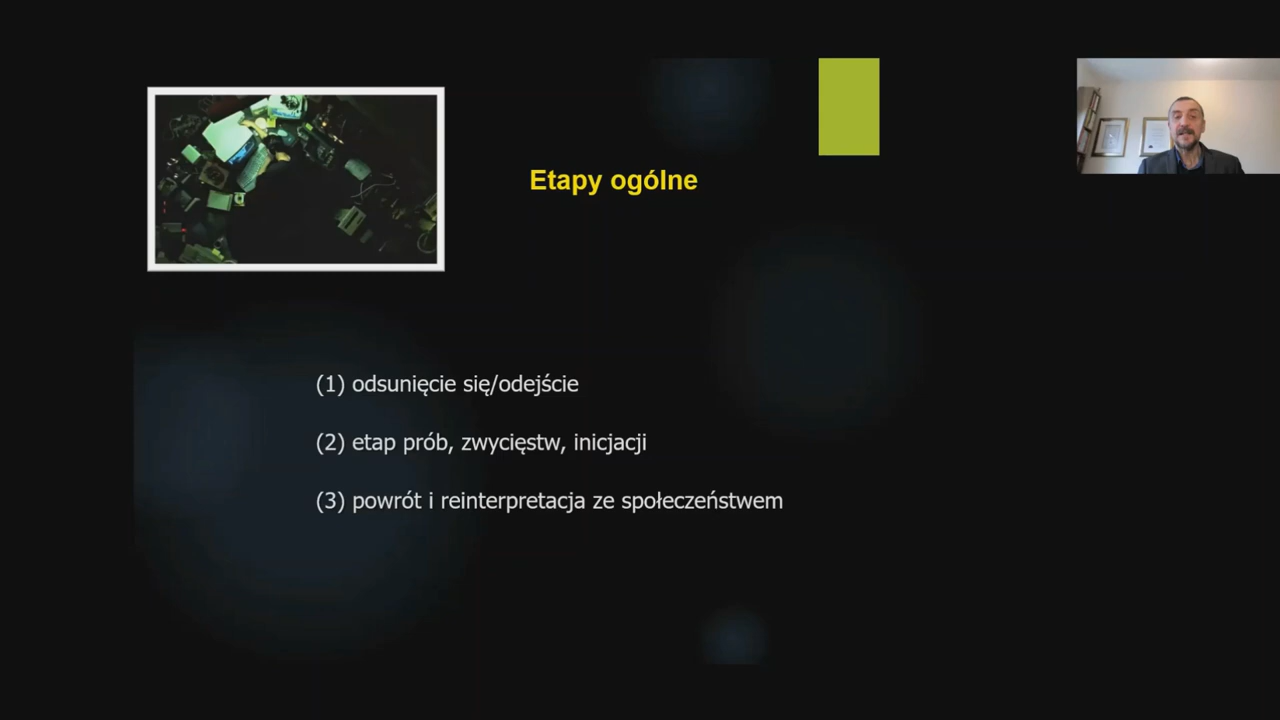 Etapy ogólne
(1) odsunięcie się/odejście
(2) etap prób, zwycięstw, inicjacji
(3) powrót i reinterpretacja ze społeczeństwem